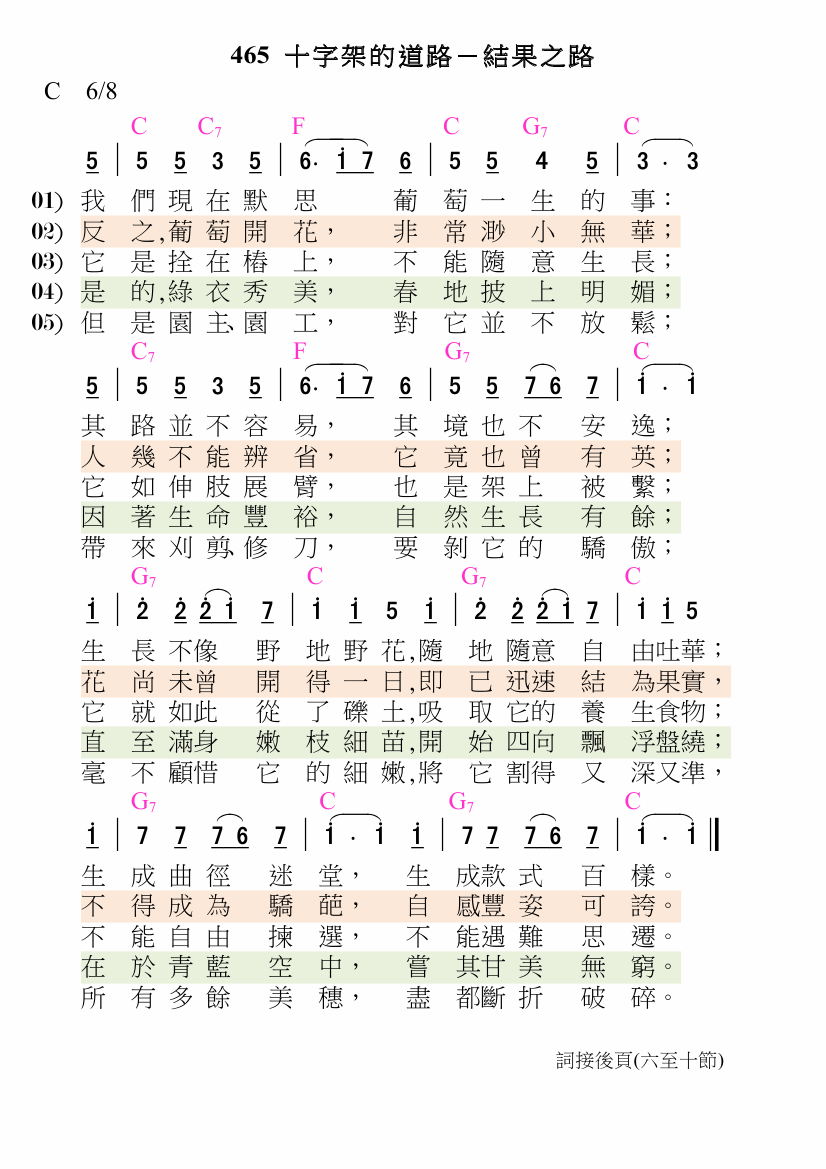 465 十字架的道路－結果之路
C 6/8
C C7 F C G7 C
5 | 5 5 3 5 | 6· i 7 6 | 5 5 4 5 | 3 · 3
01) 我 們現在默思 葡萄一生的事：
02) 反 之,葡萄開花， 非常渺小無華；
03) 它 是拴在樁上， 不能隨意生長；
04) 是 的,綠衣秀美， 春地披上明媚；
05) 但 是園主、園工， 對它並不放鬆；
C7 F G7 C
5 | 5 5 3 5 | 6· i 7 6 | 5 5 7 6 7 | i · i
其 路並不容易， 其境也不安逸；
人 幾不能辨省， 它竟也曾有英；
它 如伸肢展臂， 也是架上被繫；
因 著生命豐裕， 自然生長有餘；
帶 來刈剪、修刀， 要剝它的驕傲；
G7 C G7 C
i | 2̇ 2̇ 2̇ i 7 | i i 5 i | 2̇ 2̇ 2̇ i 7 | i i 5
生 長不像野地野花,隨地隨意自由吐華；
花 尚未曾開得一日,即已迅速結為果實，
它 就如此從了礫土,吸取它的養生食物；
直 至滿身嫩枝細苗,開始四向飄浮盤繞；
毫 不顧惜它的細嫩,將它割得又深又準，
G7 C G7 C
i | 7 7 7 6 7 | i · i i | 7 7 7 6 7 | i · i ‖
生 成曲徑迷堂， 生成款式百樣。
不 得成為驕葩， 自感豐姿可誇。
不 能自由揀選， 不能遇難思遷。
在 於青藍空中， 嘗其甘美無窮。
所 有多餘美穗， 盡都斷折破碎。
詞接後頁(六至十節)